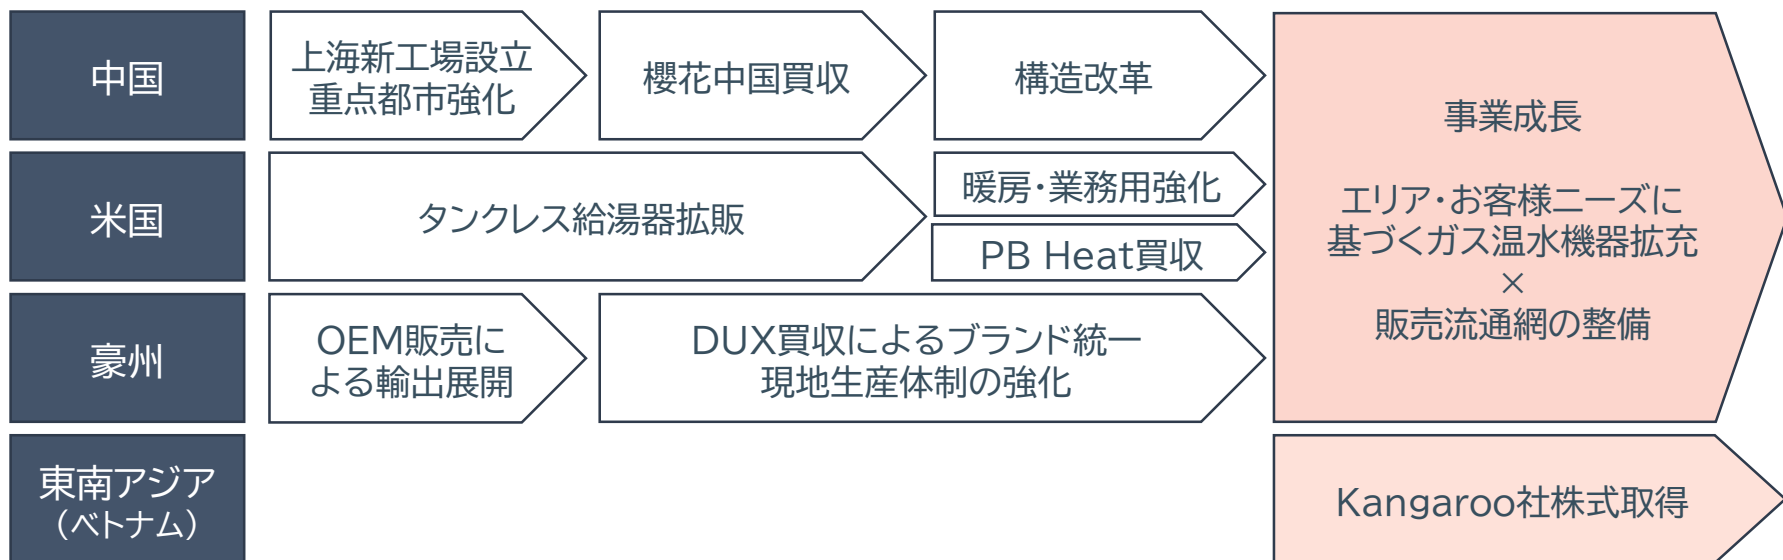 中国
上海新工場設立
重点都市強化
櫻花中国買収
構造改革
米国
タンクレス給湯器拡販
暖房・業務用強化
PB Heat買収
豪州
OEM販売に
よる輸出展開
DUX買収によるブランド統一
現地生産体制の強化
事業成長
エリア・お客様ニーズに
基づくガス温水機器拡充
×
販売流通網の整備
東南アジア
（ベトナム）
Kangaroo社株式取得